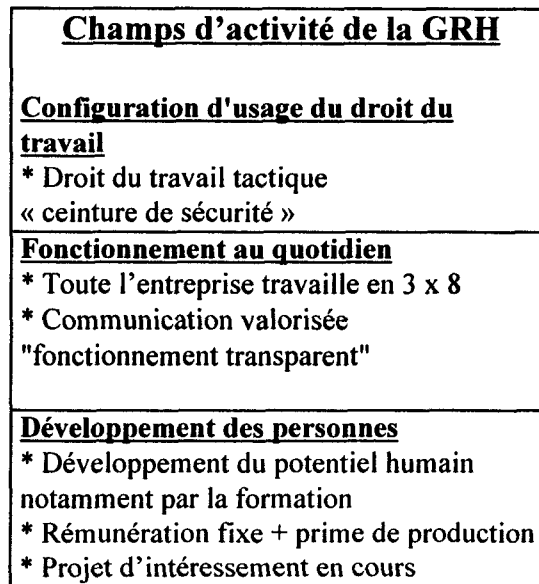 Champs d'activité de la GRH
Configuration d'usage du droit du
travail
* Droit du travail tactique
« ceinture de sécurité »
Fonctionnement au quotidien
* Toute l'entreprise travaille en 3 x 8
* Communication valorisée
"fonctionnement transparent"
Développement des personnes
* Développement du potentiel humain
notamment par la formation
* Rémunération fixe + prime de production
* Projet d'intéressement en cours